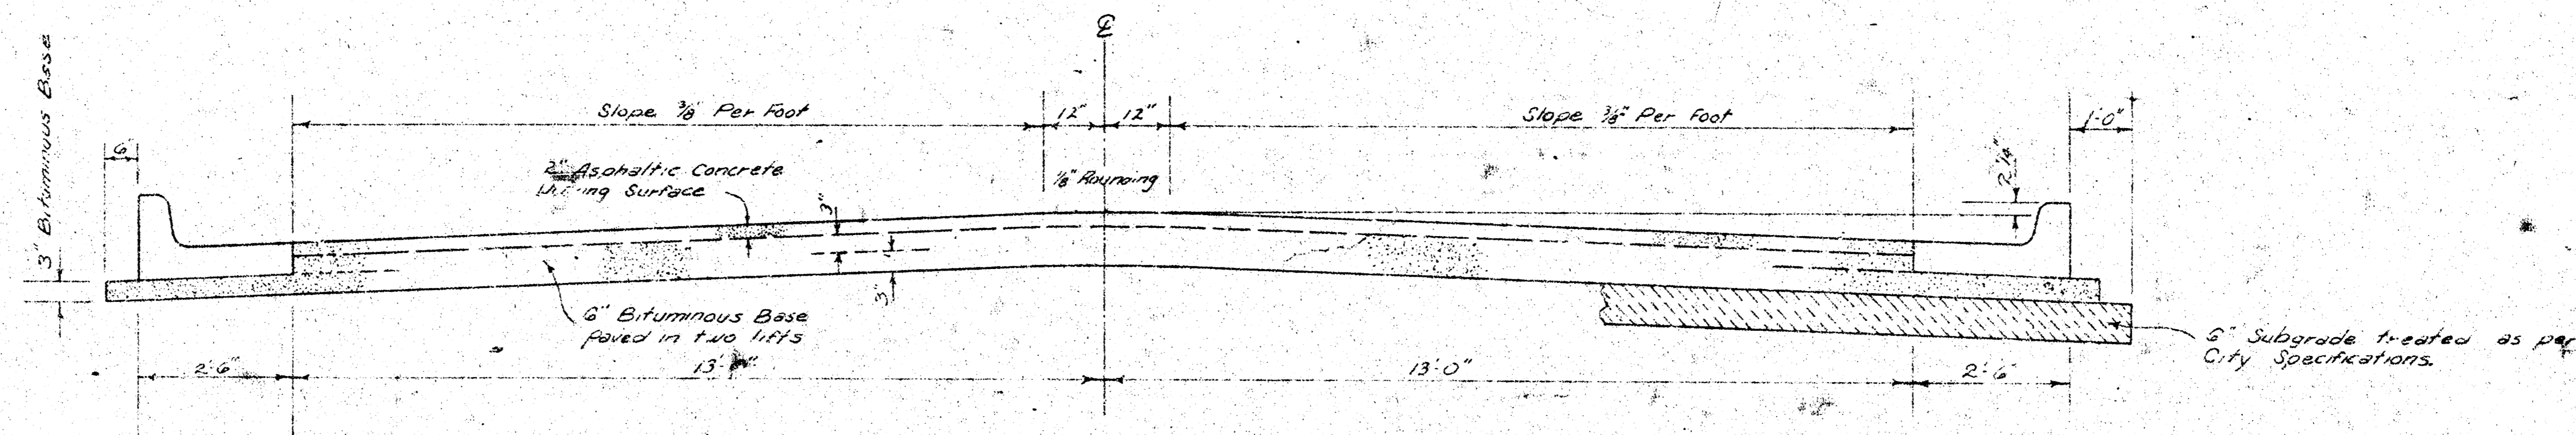 ℄
3" Bituminous Base
Slope 3/8" Per Foot
12"
12"
Slope 3/8" Per Foot
1'-0"
6"
2" Asphaltic Concrete
Surface
1/8" Rounding
2 1/4"
3"
3"
6" Bituminous Base
paved in two lifts
6" Subgrade treated as per
City Specifications.
2'-6"
13'-
13'-0"
2'-6"